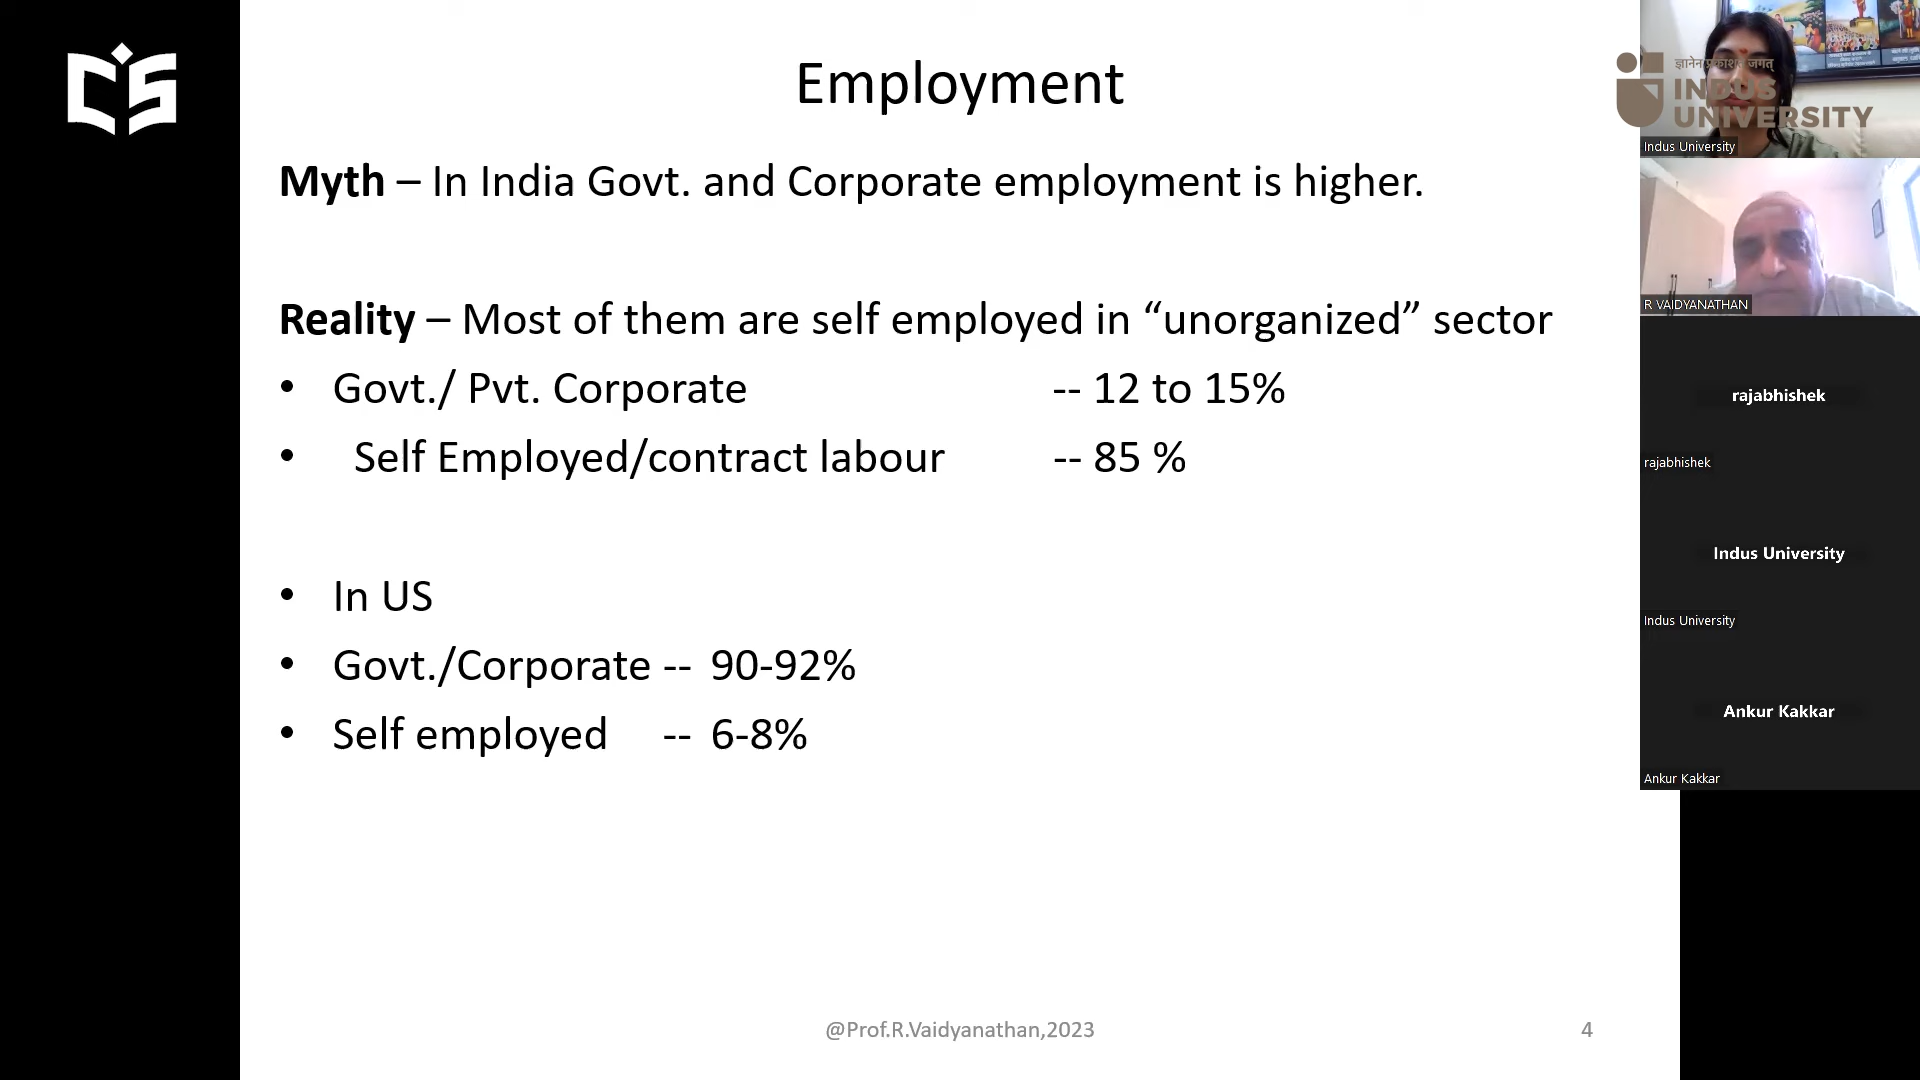 Employment
Myth – In India Govt. and Corporate employment is higher.
Reality – Most of them are self employed in “unorganized” sector
• Govt./ Pvt. Corporate -- 12 to 15%
• Self Employed/contract labour -- 85 %
• In US
• Govt./Corporate -- 90-92%
• Self employed -- 6-8%
@Prof.R.Vaidyanathan,2023
4
ज्ञानेन प्रकाशते जगत्
INDUS
UNIVERSITY
Indus University
R VAIDYANATHAN
rajabhishek
rajabhishek
Indus University
Indus University
Ankur Kakkar
Ankur Kakkar